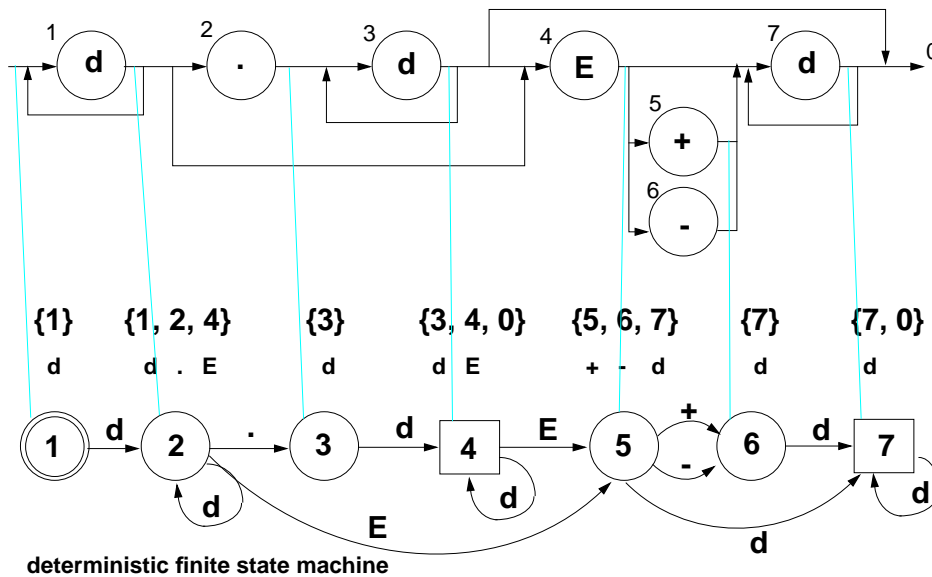 1 2 3 4 7 0
d . d E d
5
+
6
-
{1} {1, 2, 4} {3} {3, 4, 0} {5, 6, 7} {7} {7, 0}
d d . E d d E + - d d d
+
d . d E d
1 2 3 4 5 6 7
-
d d d
E d
deterministic finite state machine